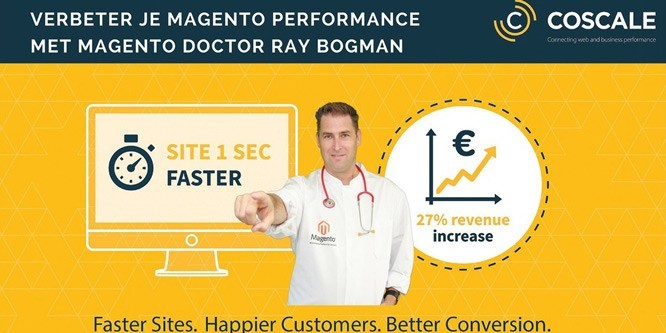 VERBETER JE MAGENTO PERFORMANCE
MET MAGENTO DOCTOR RAY BOGMAN
COSCALE
Connecting web and business performance
SITE 1 SEC
FASTER
€
27% revenue
increase
Magento
Faster Sites. Happier Customers. Better Conversion.